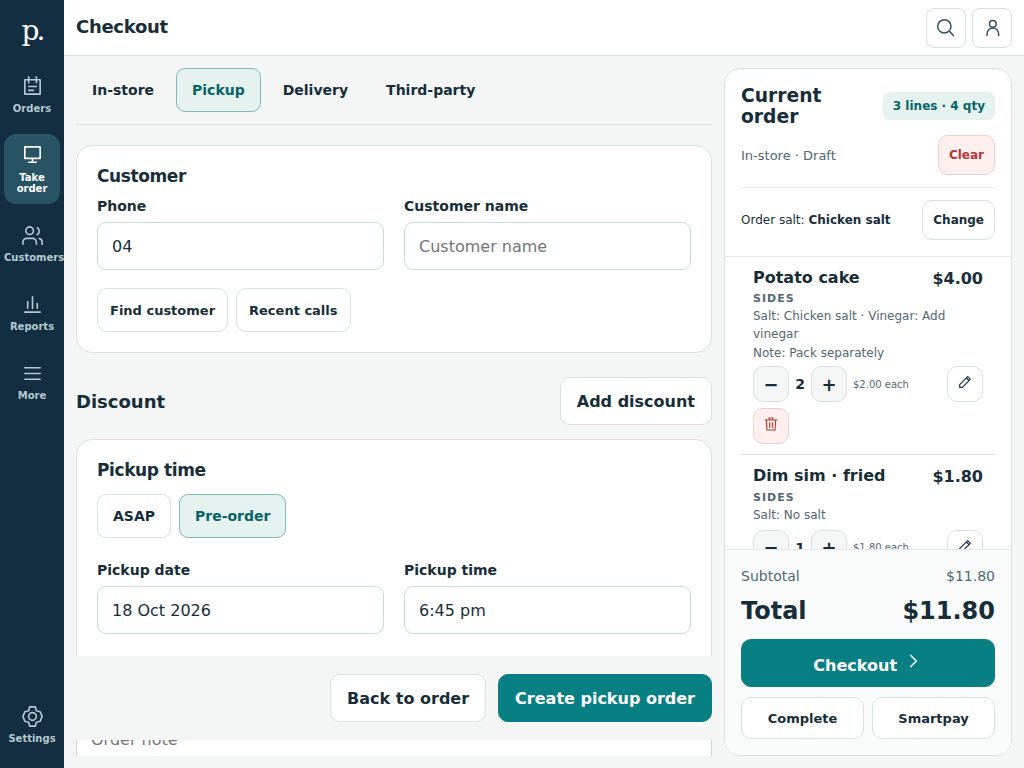 p.
Orders
Take
order
Customers
Reports
More
Settings
Checkout
In-store
Pickup
Delivery
Third-party
Customer
Phone
Customer name
04
Customer name
Find customer
Recent calls
Discount
Add discount
Pickup time
ASAP
Pre-order
Pickup date
Pickup time
18 Oct 2026
6:45 pm
Back to order
Create pickup order
Order note
Current
order
3 lines · 4 qty
In-store · Draft
Clear
Order salt: Chicken salt
Change
Potato cake
$4.00
SIDES
Salt: Chicken salt · Vinegar: Add
vinegar
Note: Pack separately
− 2 + $2.00 each
Dim sim · fried
$1.80
SIDES
Salt: No salt
− 1 + $1.80 each
Subtotal
$11.80
Total
$11.80
Checkout
Complete
Smartpay